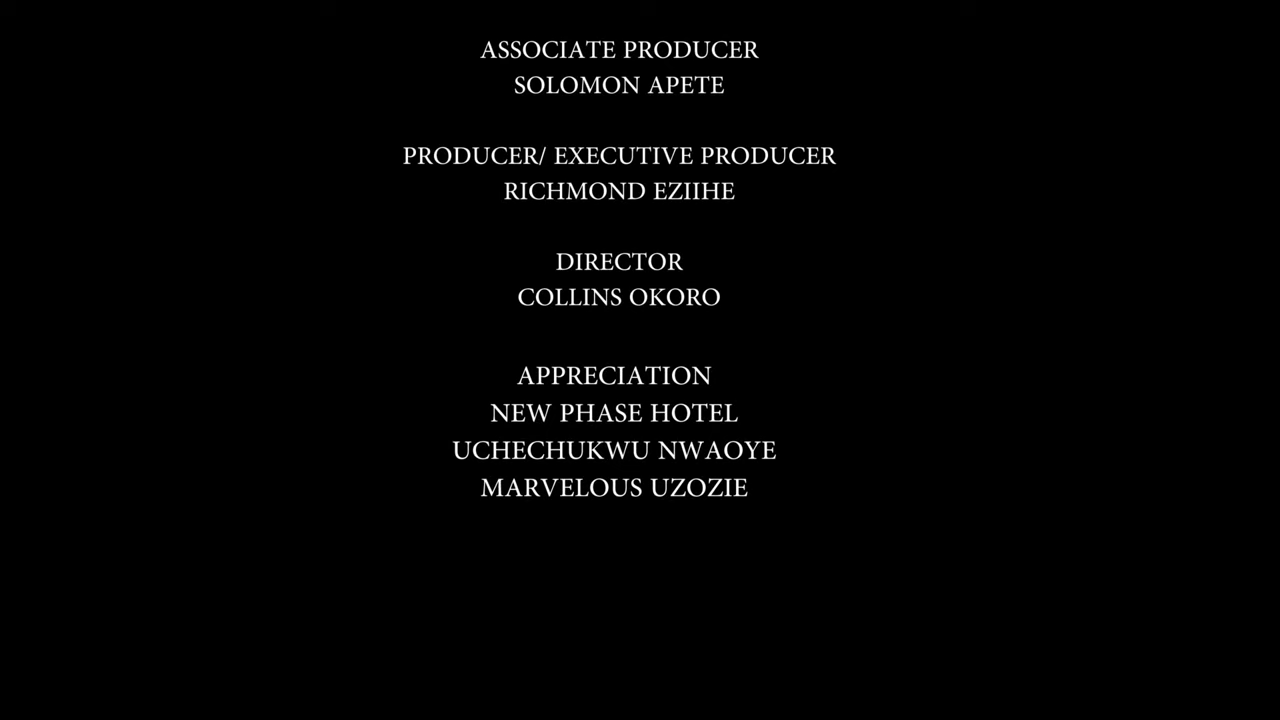 ASSOCIATE PRODUCER
SOLOMON APETE
PRODUCER/ EXECUTIVE PRODUCER
RICHMOND EZIIHE
DIRECTOR
COLLINS OKORO
APPRECIATION
NEW PHASE HOTEL
UCHECHUKWU NWAOYE
MARVELOUS UZOZIE